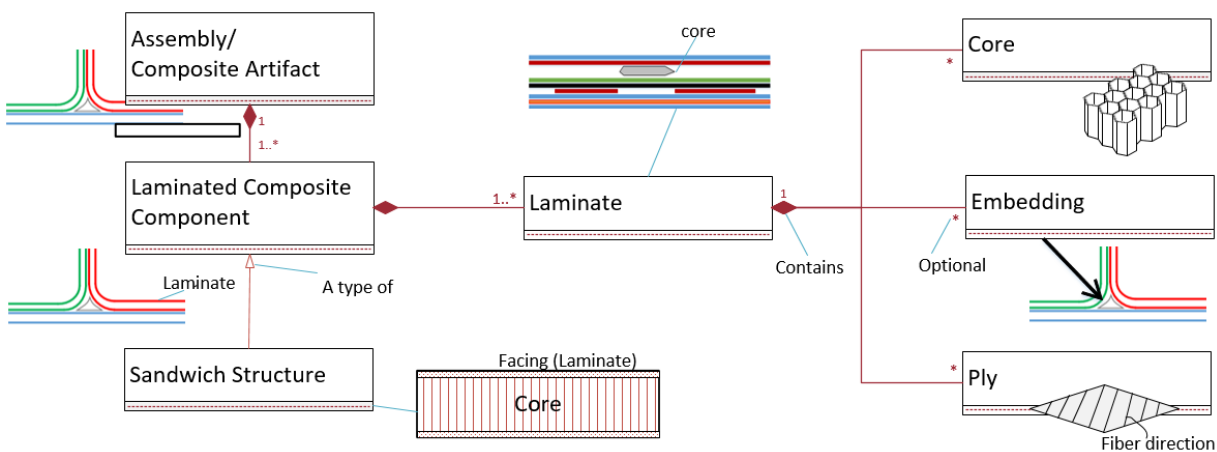 Assembly/
Composite Artifact
1
1..*
Laminated Composite
Component
1..*
Laminate
A type of
Sandwich Structure
Facing (Laminate)
Core
core
Laminate
1
Contains
Optional
*
Core
*
Embedding
*
Ply
Fiber direction